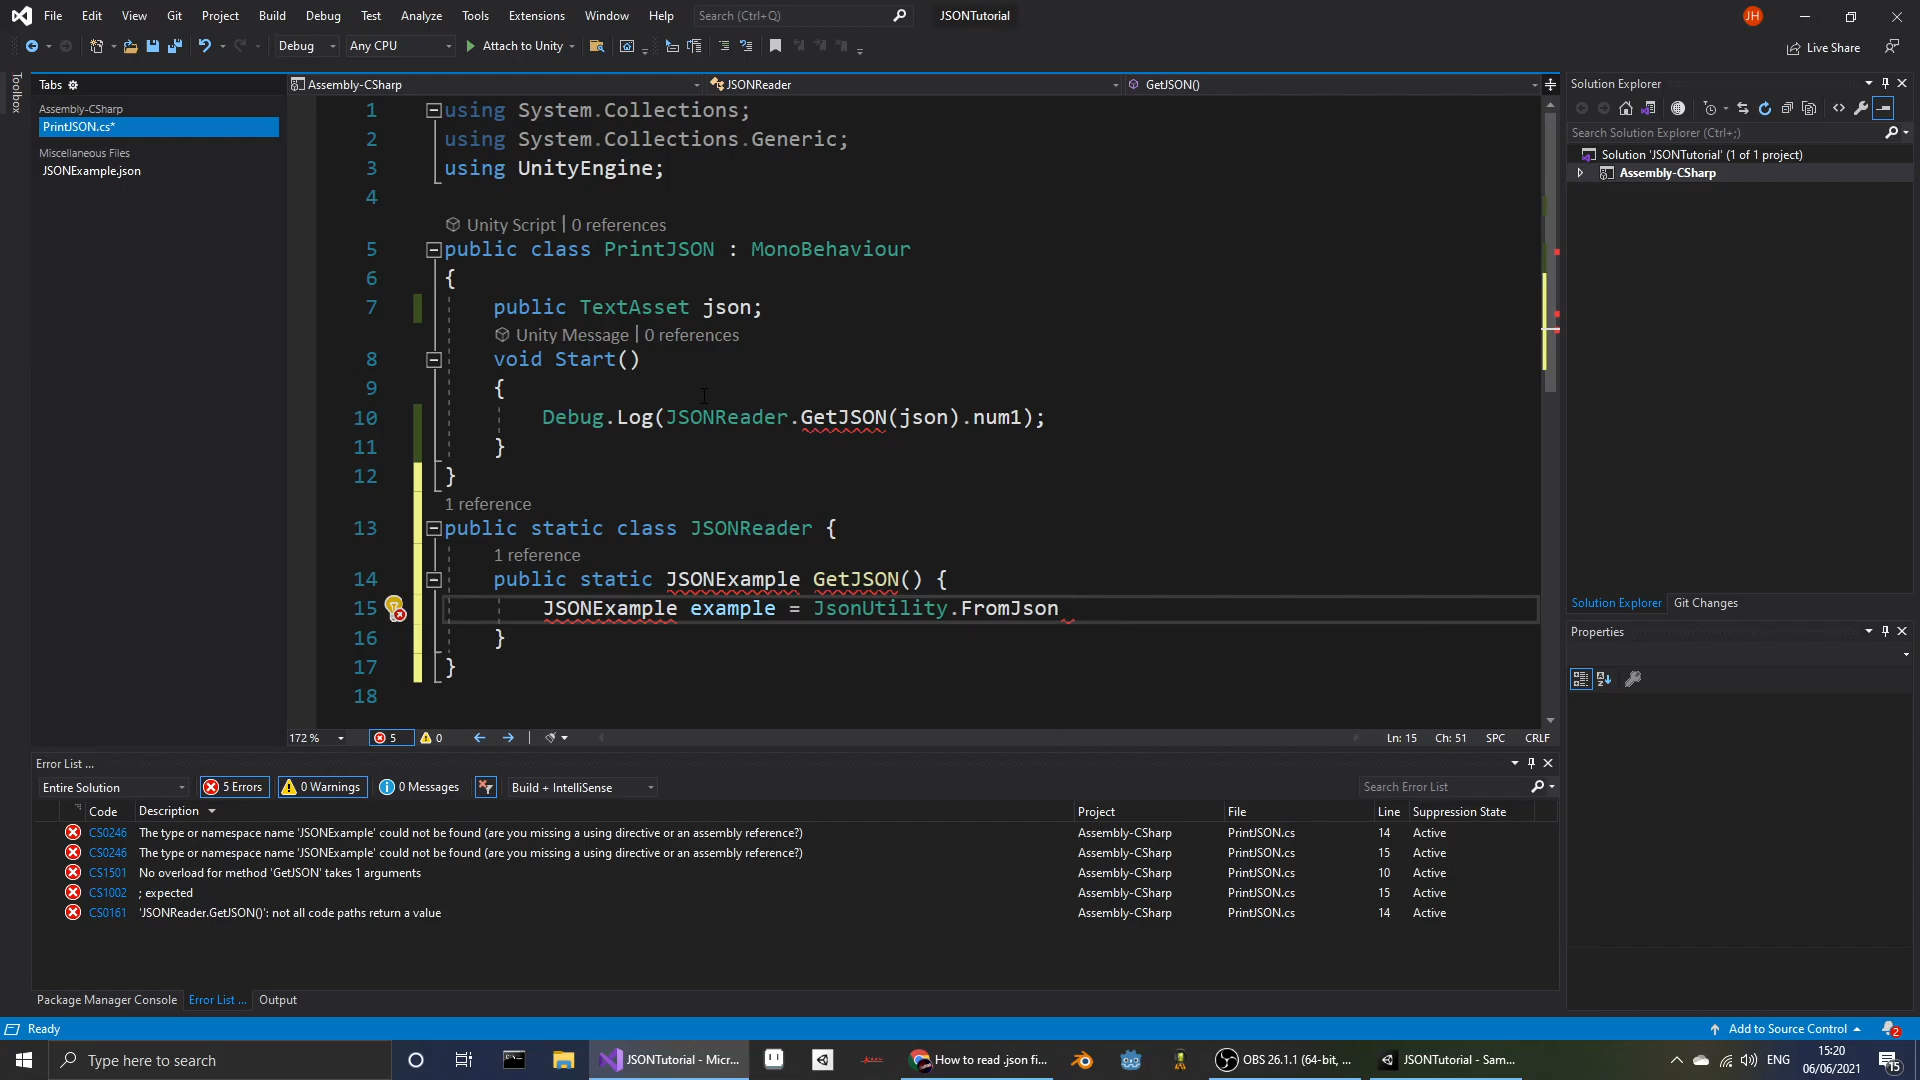 File Edit View Git Project Build Debug Test Analyze Tools Extensions Window Help Search (Ctrl+Q) JSONTutorial JH
Debug Any CPU Attach to Unity Live Share
Toolbox
Tabs
Assembly-CSharp
PrintJSON.cs*
Miscellaneous Files
JSONExample.json
Assembly-CSharp JSONReader GetJSON()
1 using System.Collections;
2 using System.Collections.Generic;
3 using UnityEngine;
4
Unity Script | 0 references
5 public class PrintJSON : MonoBehaviour
6 {
7 public TextAsset json;
Unity Message | 0 references
8 void Start()
9 {
10 Debug.Log(JSONReader.GetJSON(json).num1);
11 }
12 }
1 reference
13 public static class JSONReader {
1 reference
14 public static JSONExample GetJSON() {
15 JSONExample example = JsonUtility.FromJson
16 }
17 }
18
172 % 5 0 Ln: 15 Ch: 51 SPC CRLF
Solution Explorer
Search Solution Explorer (Ctrl+;)
Solution 'JSONTutorial' (1 of 1 project)
Assembly-CSharp
Solution Explorer Git Changes
Properties
Error List ...
Entire Solution 5 Errors 0 Warnings 0 Messages Build + IntelliSense Search Error List
Code Description Project File Line Suppression State
CS0246 The type or namespace name 'JSONExample' could not be found (are you missing a using directive or an assembly reference?) Assembly-CSharp PrintJSON.cs 14 Active
CS0246 The type or namespace name 'JSONExample' could not be found (are you missing a using directive or an assembly reference?) Assembly-CSharp PrintJSON.cs 15 Active
CS1501 No overload for method 'GetJSON' takes 1 arguments Assembly-CSharp PrintJSON.cs 10 Active
CS1002 ; expected Assembly-CSharp PrintJSON.cs 15 Active
CS0161 'JSONReader.GetJSON()': not all code paths return a value Assembly-CSharp PrintJSON.cs 14 Active
Package Manager Console Error List ... Output
Ready Add to Source Control 2
Type here to search JSONTutorial - Micr... How to read .json fi... OBS 26.1.1 (64-bit, ... JSONTutorial - Sam... ENG 15:20 15
06/06/2021